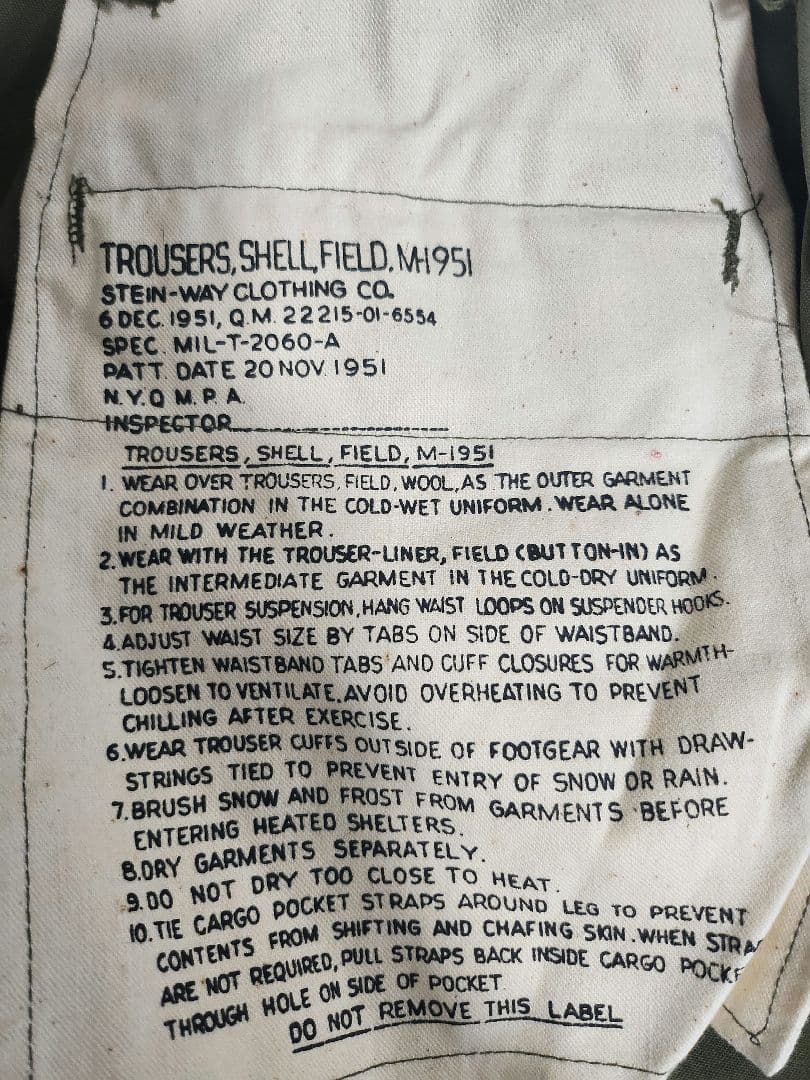 TROUSERS, SHELL, FIELD, M-1951
STEIN-WAY CLOTHING CO.
6 DEC. 1951, Q.M. 22215-01-6554
SPEC. MIL-T-2060-A
PATT. DATE 20 NOV. 1951
N.Y.Q M. P. A.
INSPECTOR
TROUSERS, SHELL, FIELD, M-1951
1. WEAR OVER TROUSERS, FIELD, WOOL, AS THE OUTER GARMENT
COMBINATION IN THE COLD-WET UNIFORM. WEAR ALONE
IN MILD WEATHER.
2. WEAR WITH THE TROUSER-LINER, FIELD (BUTTON-IN) AS
THE INTERMEDIATE GARMENT IN THE COLD-DRY UNIFORM.
3. FOR TROUSER SUSPENSION, HANG WAIST LOOPS ON SUSPENDER HOOKS.
4. ADJUST WAIST SIZE BY TABS ON SIDE OF WAISTBAND.
5. TIGHTEN WAISTBAND TABS AND CUFF CLOSURES FOR WARMTH-
LOOSEN TO VENTILATE. AVOID OVERHEATING TO PREVENT
CHILLING AFTER EXERCISE.
6. WEAR TROUSER CUFFS OUTSIDE OF FOOTGEAR WITH DRAW-
STRINGS TIED TO PREVENT ENTRY OF SNOW OR RAIN.
7. BRUSH SNOW AND FROST FROM GARMENTS BEFORE
ENTERING HEATED SHELTERS.
8. DRY GARMENTS SEPARATELY.
9. DO NOT DRY TOO CLOSE TO HEAT.
10. TIE CARGO POCKET STRAPS AROUND LEG TO PREVENT
CONTENTS FROM SHIFTING AND CHAFING SKIN. WHEN STRA
ARE NOT REQUIRED, PULL STRAPS BACK INSIDE CARGO POCKE
THROUGH HOLE ON SIDE OF POCKET
DO NOT REMOVE THIS LABEL